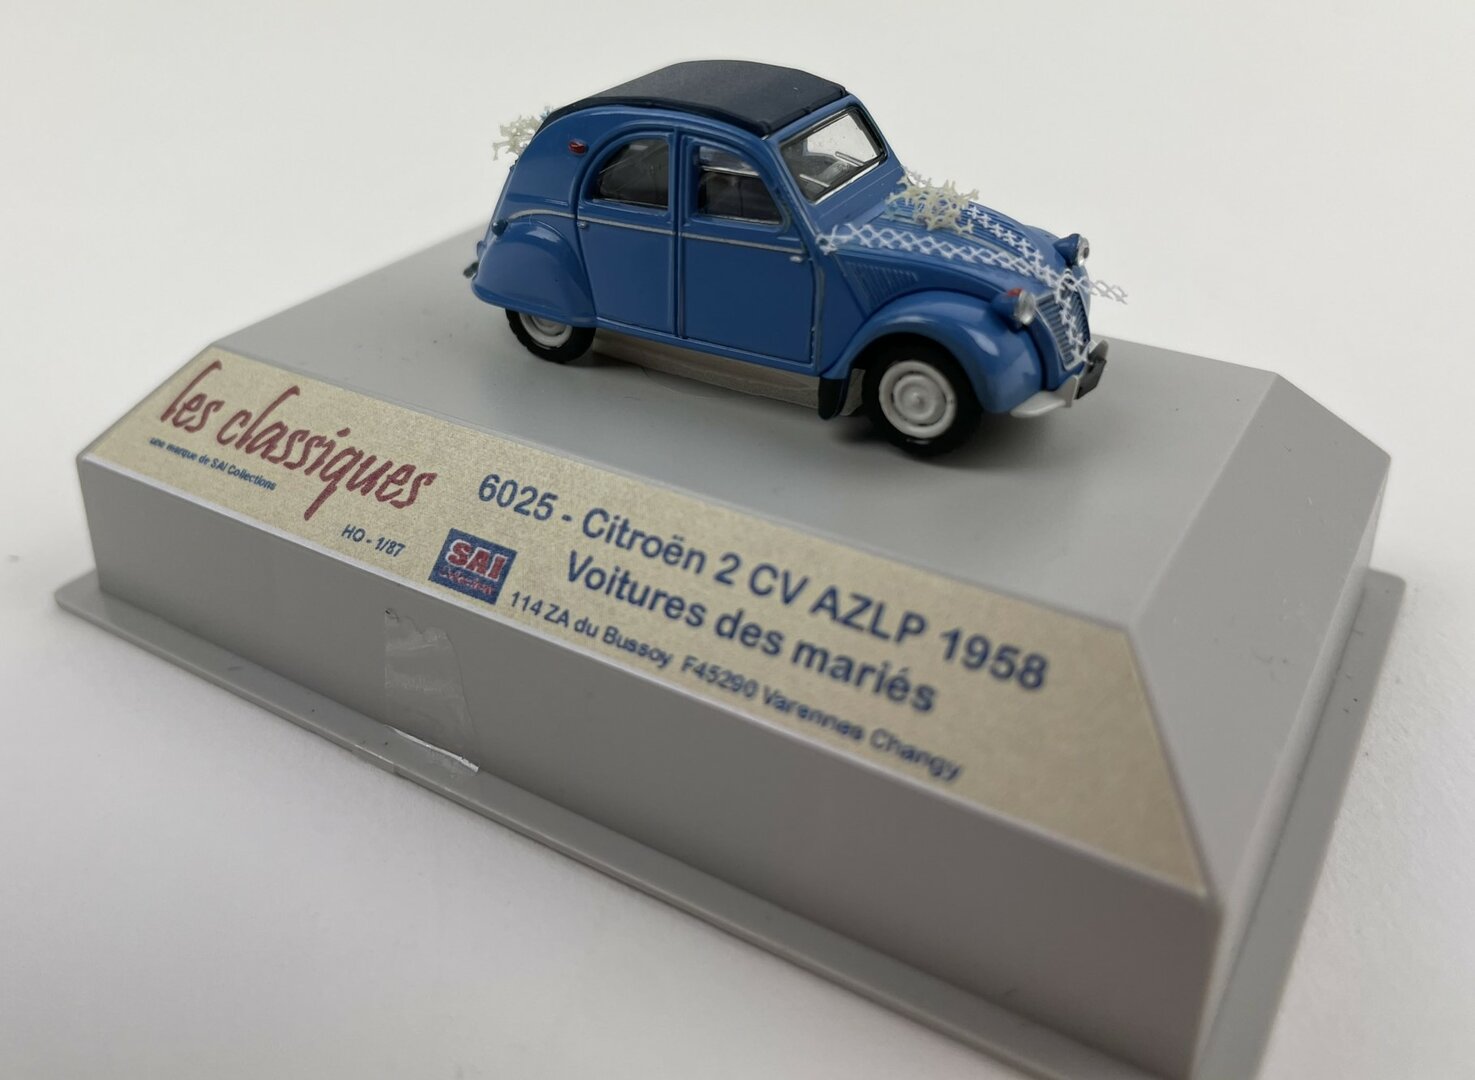 les classiques
une marque de SAI Collections
HO - 1/87
SAI
Collections
6025 - Citroën 2 CV AZLP 1958
Voitures des mariés
114 ZA du Bussoy F45290 Varennes Changy